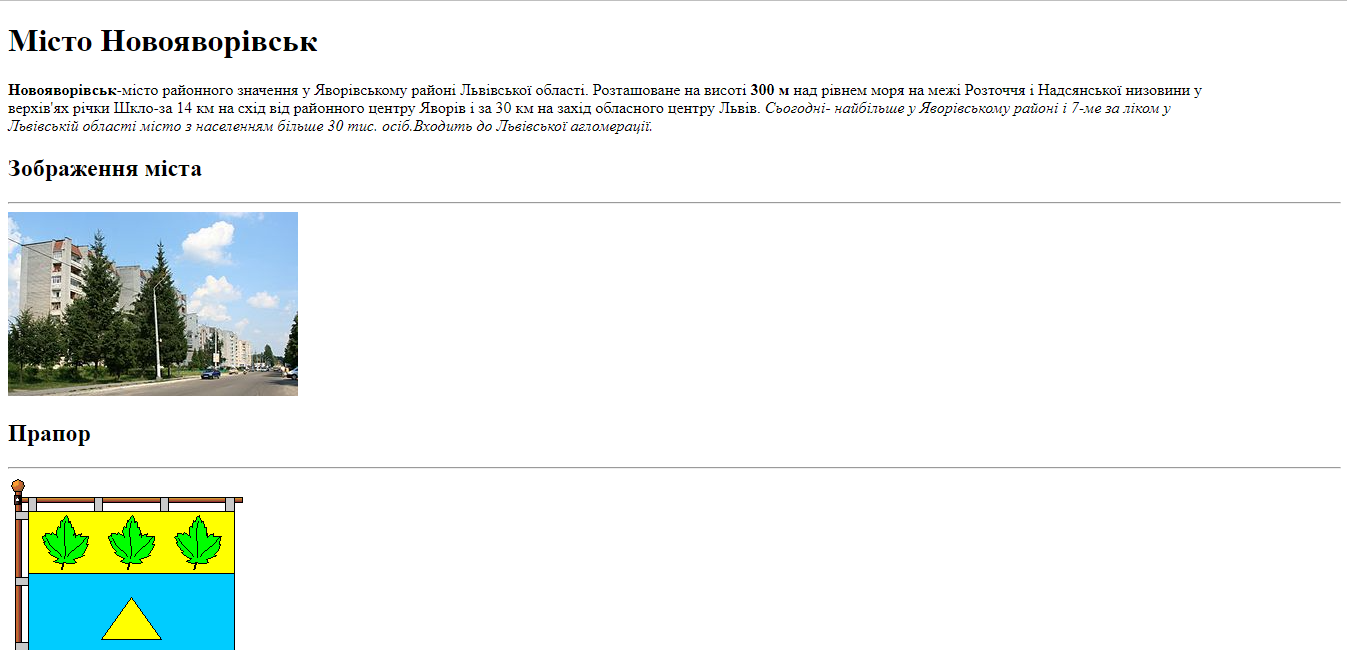 Місто Новояворівськ
Новояворівськ-місто районного значення у Яворівському районі Львівської області. Розташоване на висоті 300 м над рівнем моря на межі Розточчя і Надсянської низовини у
верхів'ях річки Шкло-за 14 км на схід від районного центру Яворів і за 30 км на захід обласного центру Львів. Сьогодні- найбільше у Яворівському районі і 7-ме за ліком у
Львівській області місто з населенням більше 30 тис. осіб.Входить до Львівської агломерації.
Зображення міста
Прапор